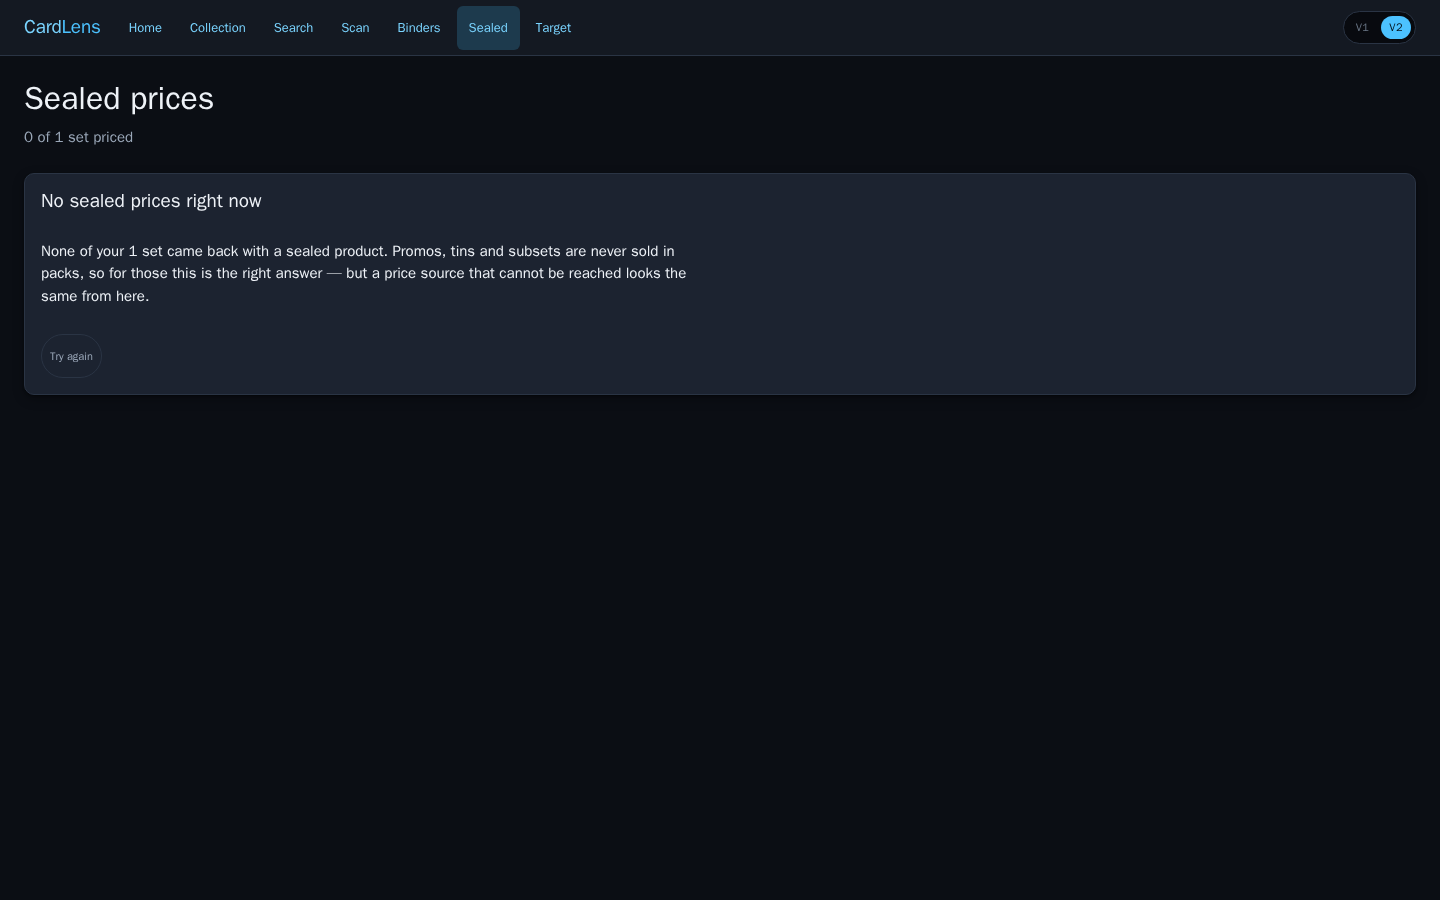 CardLens Home Collection Search Scan Binders Sealed Target V1 V2
Sealed prices
0 of 1 set priced
No sealed prices right now
None of your 1 set came back with a sealed product. Promos, tins and subsets are never sold in
packs, so for those this is the right answer — but a price source that cannot be reached looks the
same from here.
Try again